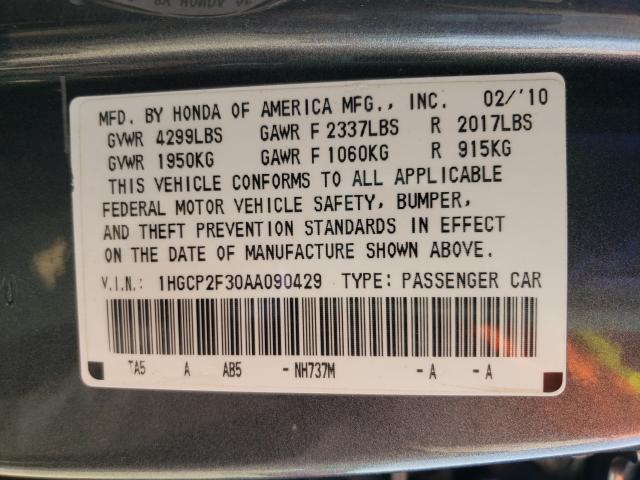 MFD. BY HONDA OF AMERICA MFG., INC. 02/'10
GVWR 4299LBS GAWR F 2337LBS R 2017LBS
GVWR 1950KG GAWR F 1060KG R 915KG
THIS VEHICLE CONFORMS TO ALL APPLICABLE
FEDERAL MOTOR VEHICLE SAFETY, BUMPER,
AND THEFT PREVENTION STANDARDS IN EFFECT
ON THE DATE OF MANUFACTURE SHOWN ABOVE.
V.I.N.: 1HGCP2F30AA090429 TYPE: PASSENGER CAR
TA5 A AB5 -NH737M -A -A